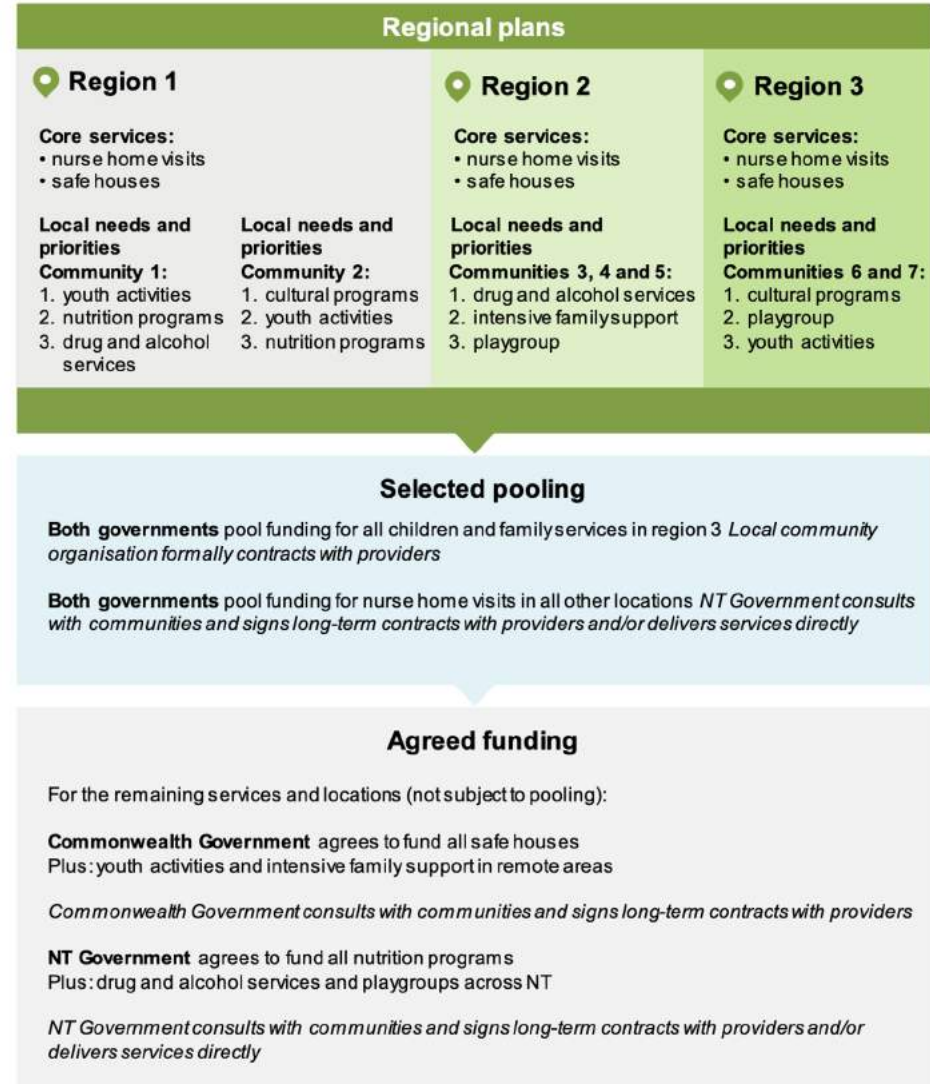 Regional plans
Region 1
Core services:
• nurse home visits
• safe houses
Local needs and
priorities
Community 1:
1. youth activities
2. nutrition programs
3. drug and alcohol
services
Local needs and
priorities
Community 2:
1. cultural programs
2. youth activities
3. nutrition programs
Region 2
Core services:
• nurse home visits
• safe houses
Local needs and
priorities
Communities 3, 4 and 5:
1. drug and alcohol services
2. intensive family support
3. playgroup
Region 3
Core services:
• nurse home visits
• safe houses
Local needs and
priorities
Communities 6 and 7:
1. cultural programs
2. playgroup
3. youth activities
Selected pooling
Both governments pool funding for all children and family services in region 3 Local community
organisation formally contracts with providers
Both governments pool funding for nurse home visits in all other locations NT Government consults
with communities and signs long-term contracts with providers and/or delivers services directly
Agreed funding
For the remaining services and locations (not subject to pooling):
Commonwealth Government agrees to fund all safe houses
Plus: youth activities and intensive family support in remote areas
Commonwealth Government consults with communities and signs long-term contracts with providers
NT Government agrees to fund all nutrition programs
Plus: drug and alcohol services and playgroups across NT
NT Government consults with communities and signs long-term contracts with providers and/or
delivers services directly